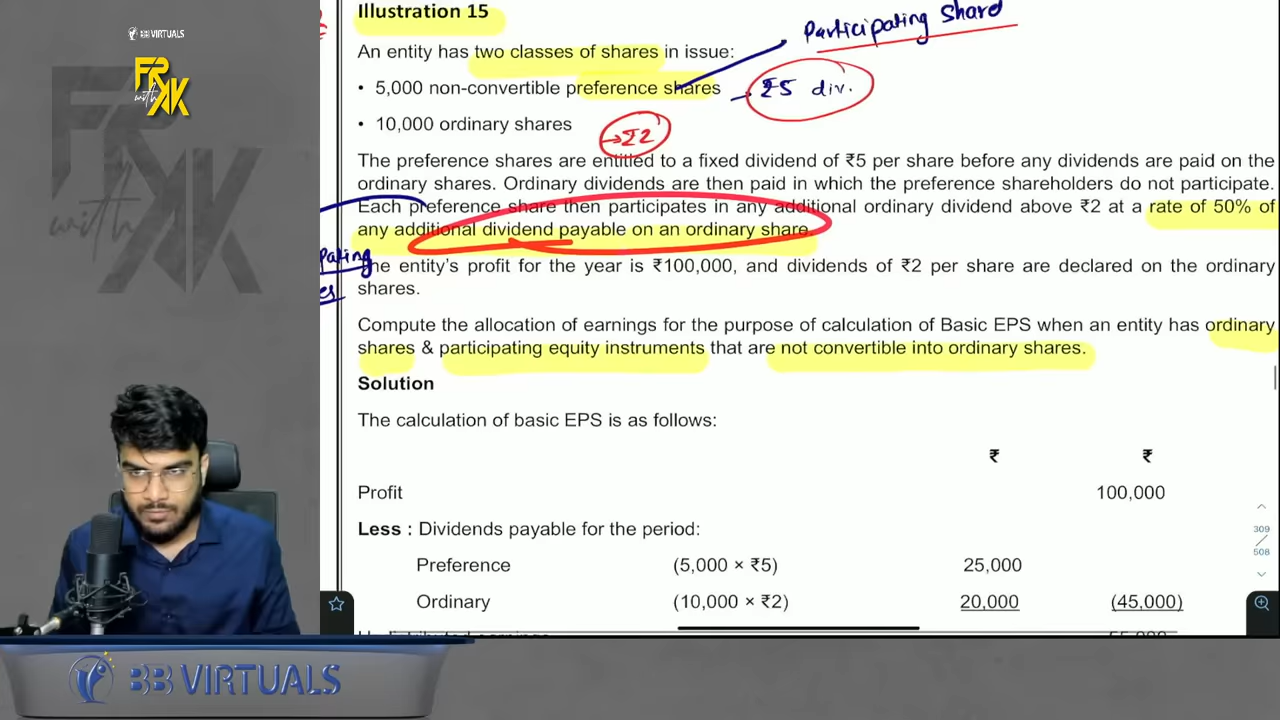 BB VIRTUALS
FR
with
AK
FR
with
AK
Illustration 15
Participating Share
An entity has two classes of shares in issue:
• 5,000 non-convertible preference shares
→ ₹5 div.
• 10,000 ordinary shares
→ ₹2
The preference shares are entitled to a fixed dividend of ₹5 per share before any dividends are paid on the
ordinary shares. Ordinary dividends are then paid in which the preference shareholders do not participate.
Each preference share then participates in any additional ordinary dividend above ₹2 at a rate of 50% of
any additional dividend payable on an ordinary share.
The entity's profit for the year is ₹100,000, and dividends of ₹2 per share are declared on the ordinary
shares.
Compute the allocation of earnings for the purpose of calculation of Basic EPS when an entity has ordinary
shares & participating equity instruments that are not convertible into ordinary shares.
Solution
The calculation of basic EPS is as follows:
₹ ₹
Profit 100,000
Less : Dividends payable for the period:
Preference (5,000 × ₹5) 25,000
Ordinary (10,000 × ₹2) 20,000 (45,000)
309
508
BB VIRTUALS